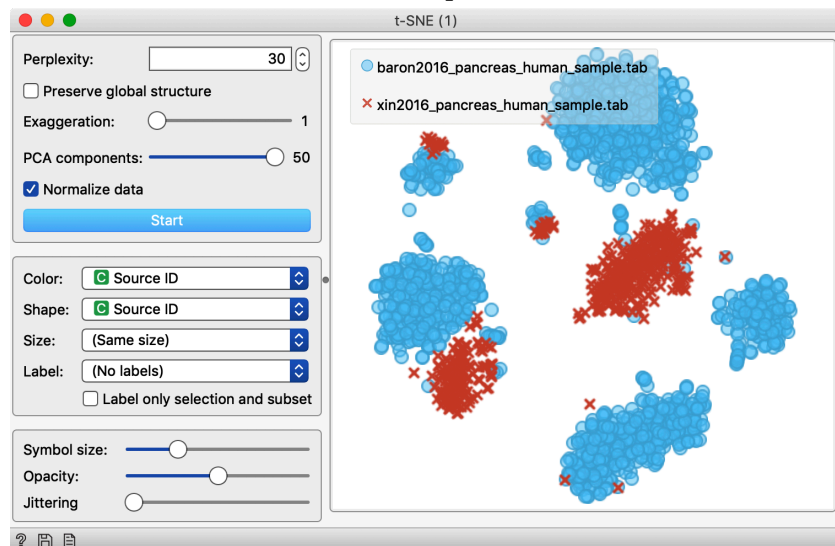 t-SNE (1)
Perplexity: 30
Preserve global structure
Exaggeration: 1
PCA components: 50
Normalize data
Start
Color: C Source ID
Shape: C Source ID
Size: (Same size)
Label: (No labels)
Label only selection and subset
Symbol size:
Opacity:
Jittering
?
baron2016_pancreas_human_sample.tab
xin2016_pancreas_human_sample.tab